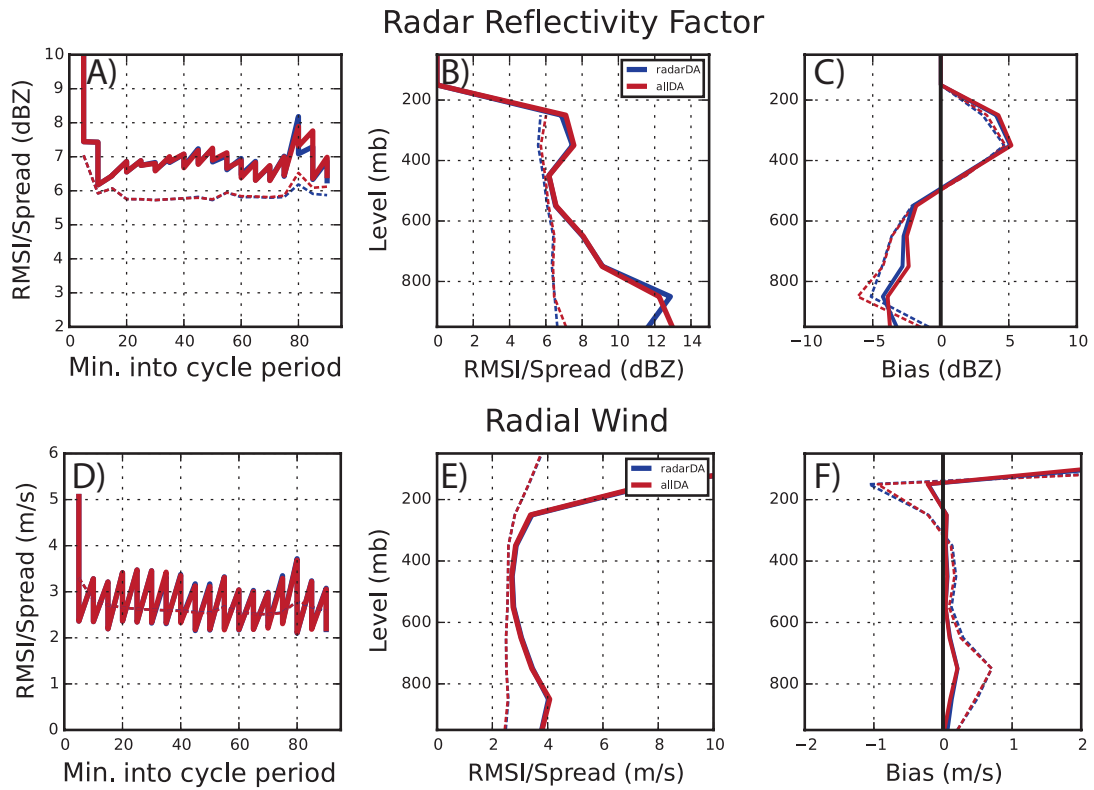 Radar Reflectivity Factor
A)
10
9
8
7
6
5
4
3
2
0 20 40 60 80
RMSI/Spread (dBZ)
Min. into cycle period
B)
radarDA
allDA
200
400
600
800
0 2 4 6 8 10 12 14
Level (mb)
RMSI/Spread (dBZ)
C)
200
400
600
800
−10 −5 0 5 10
Bias (dBZ)
Radial Wind
D)
6
5
4
3
2
1
0
0 20 40 60 80
RMSI/Spread (m/s)
Min. into cycle period
E)
radarDA
allDA
200
400
600
800
0 2 4 6 8 10
Level (mb)
RMSI/Spread (m/s)
F)
200
400
600
800
−2 −1 0 1 2
Bias (m/s)